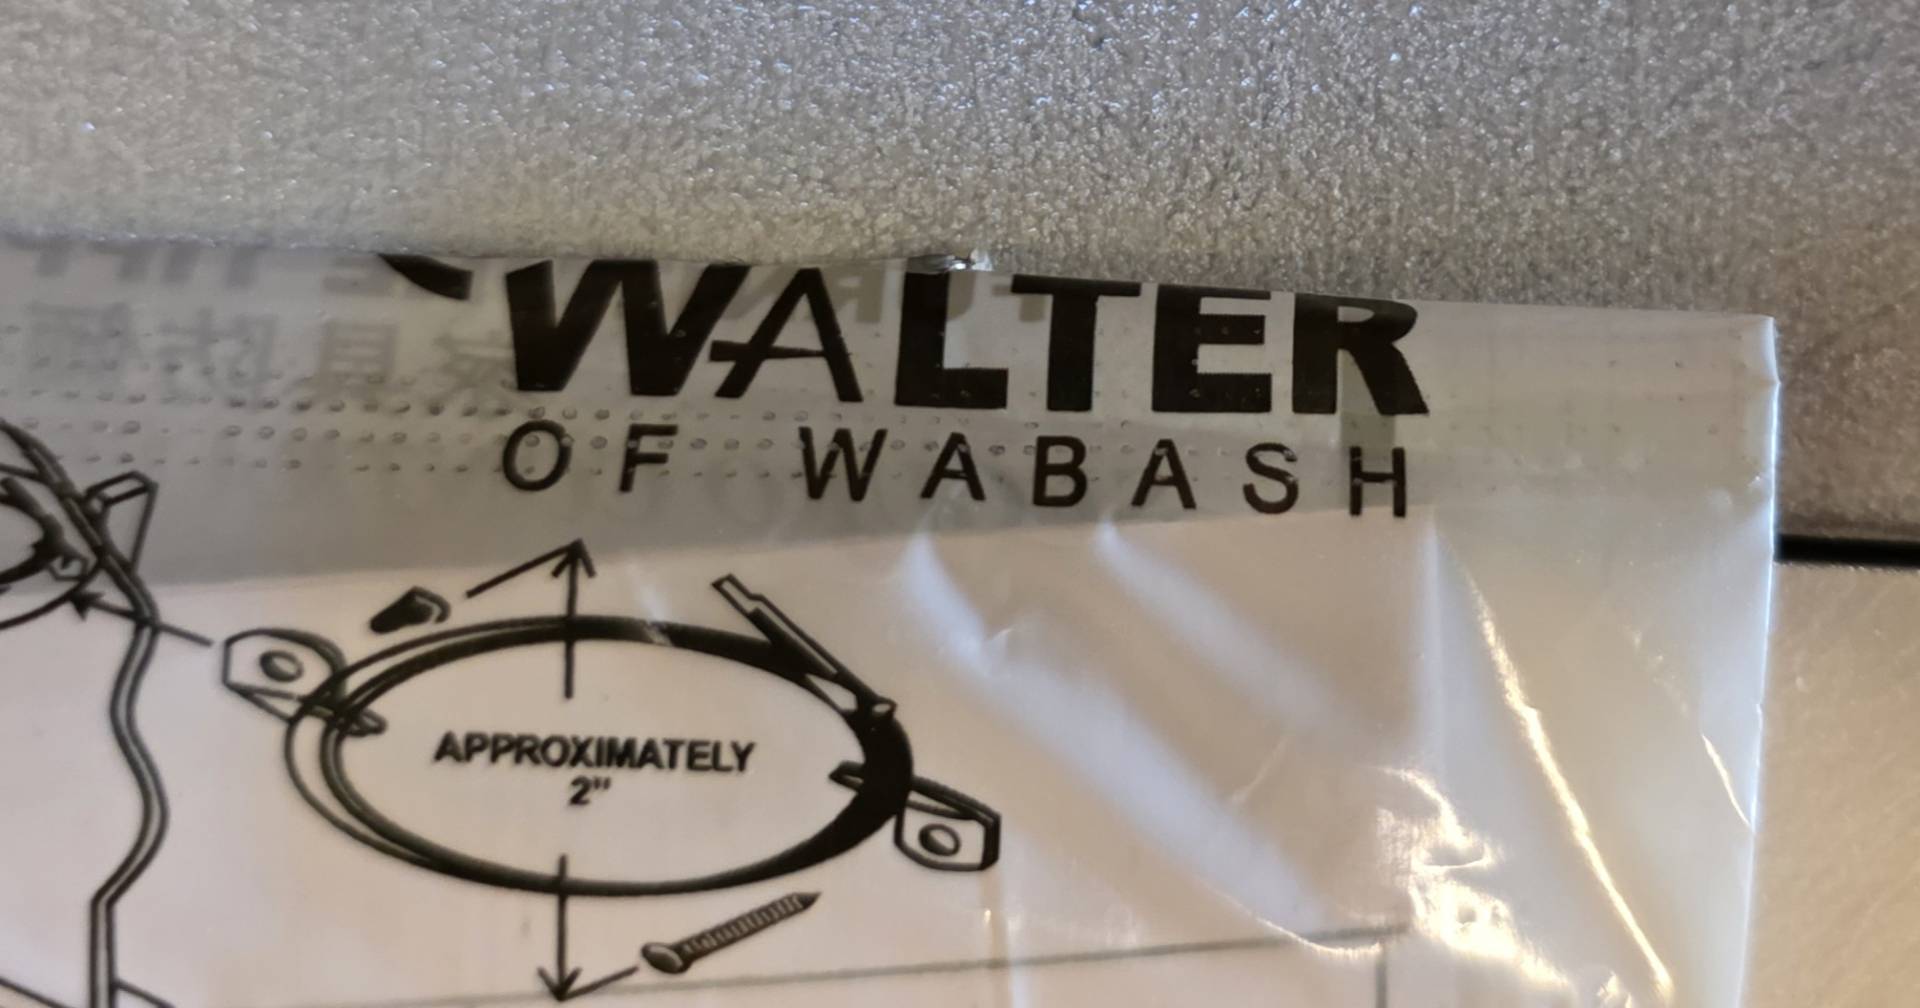 WALTER
OF WABASH
APPROXIMATELY
2"